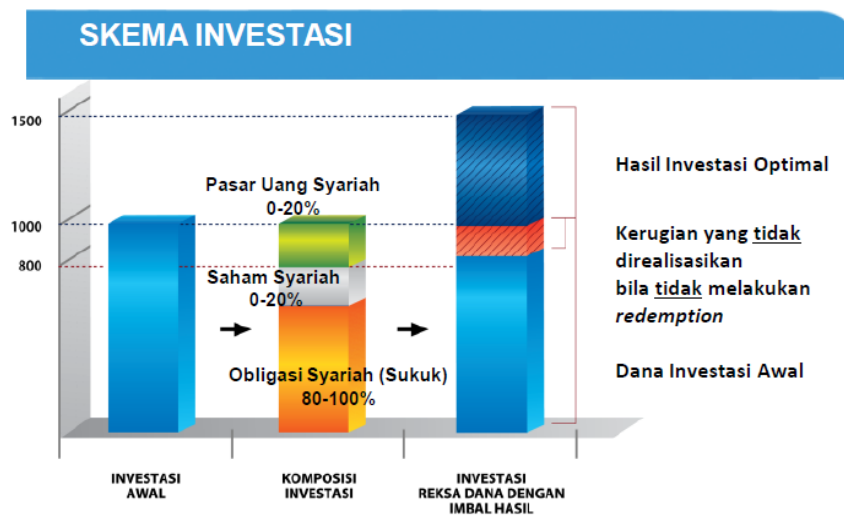 SKEMA INVESTASI
1500
1000
800
Pasar Uang Syariah
0-20%
Saham Syariah
0-20%
Obligasi Syariah (Sukuk)
80-100%
Hasil Investasi Optimal
Kerugian yang tidak
direalisasikan
bila tidak melakukan
redemption
Dana Investasi Awal
INVESTASI
AWAL
KOMPOSISI
INVESTASI
INVESTASI
REKSA DANA DENGAN
IMBAL HASIL